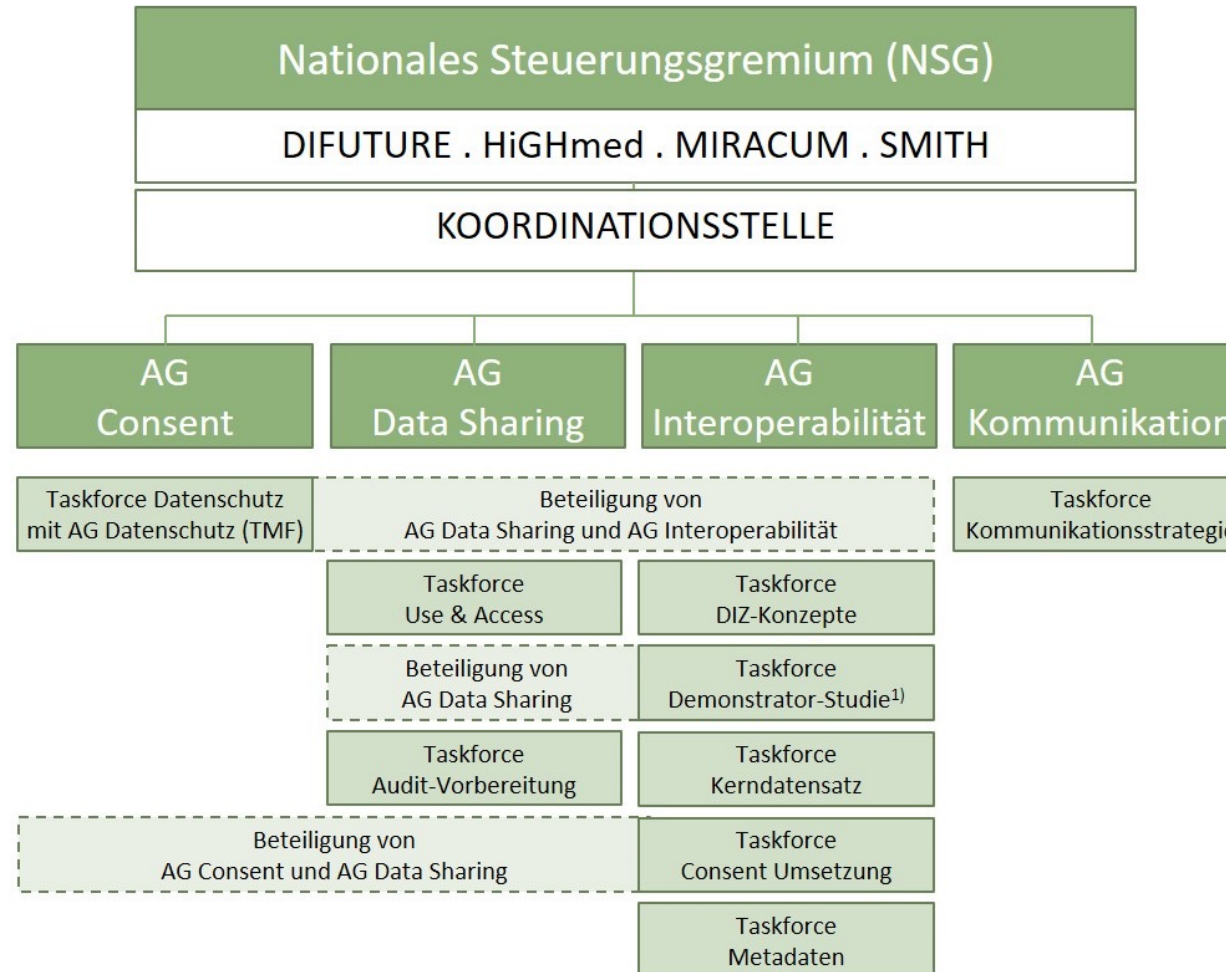 Nationales Steuerungsgremium (NSG)
DIFUTURE . HiGHmed . MIRACUM . SMITH
KOORDINATIONSSTELLE
AG
Consent
AG
Data Sharing
AG
Interoperabilität
AG
Kommunikation
Taskforce Datenschutz
mit AG Datenschutz (TMF)
Beteiligung von
AG Data Sharing und AG Interoperabilität
Taskforce
Kommunikationsstrategie
Taskforce
Use & Access
Taskforce
DIZ-Konzepte
Beteiligung von
AG Data Sharing
Taskforce
Demonstrator-Studie¹⁾
Taskforce
Audit-Vorbereitung
Taskforce
Kerndatensatz
Beteiligung von
AG Consent und AG Data Sharing
Taskforce
Consent Umsetzung
Taskforce
Metadaten